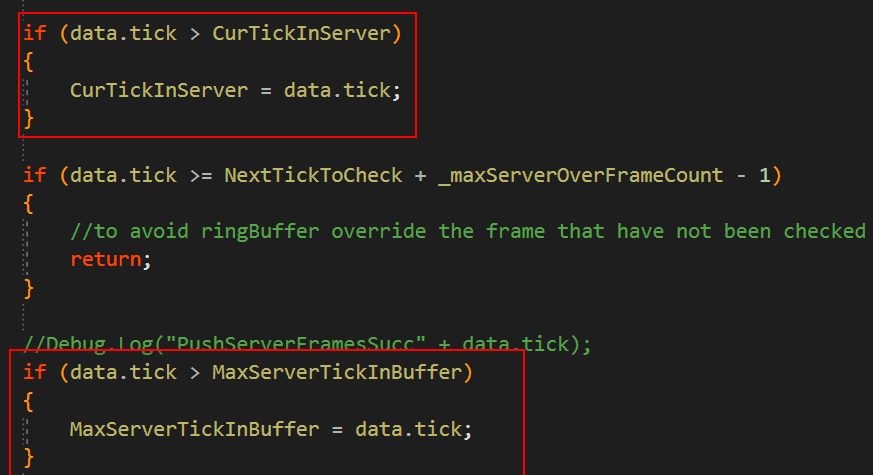 if (data.tick > CurTickInServer)
{
CurTickInServer = data.tick;
}
if (data.tick >= NextTickToCheck + _maxServerOverFrameCount - 1)
{
//to avoid ringBuffer override the frame that have not been checked
return;
}
//Debug.Log("PushServerFramesSucc" + data.tick);
if (data.tick > MaxServerTickInBuffer)
{
MaxServerTickInBuffer = data.tick;
}